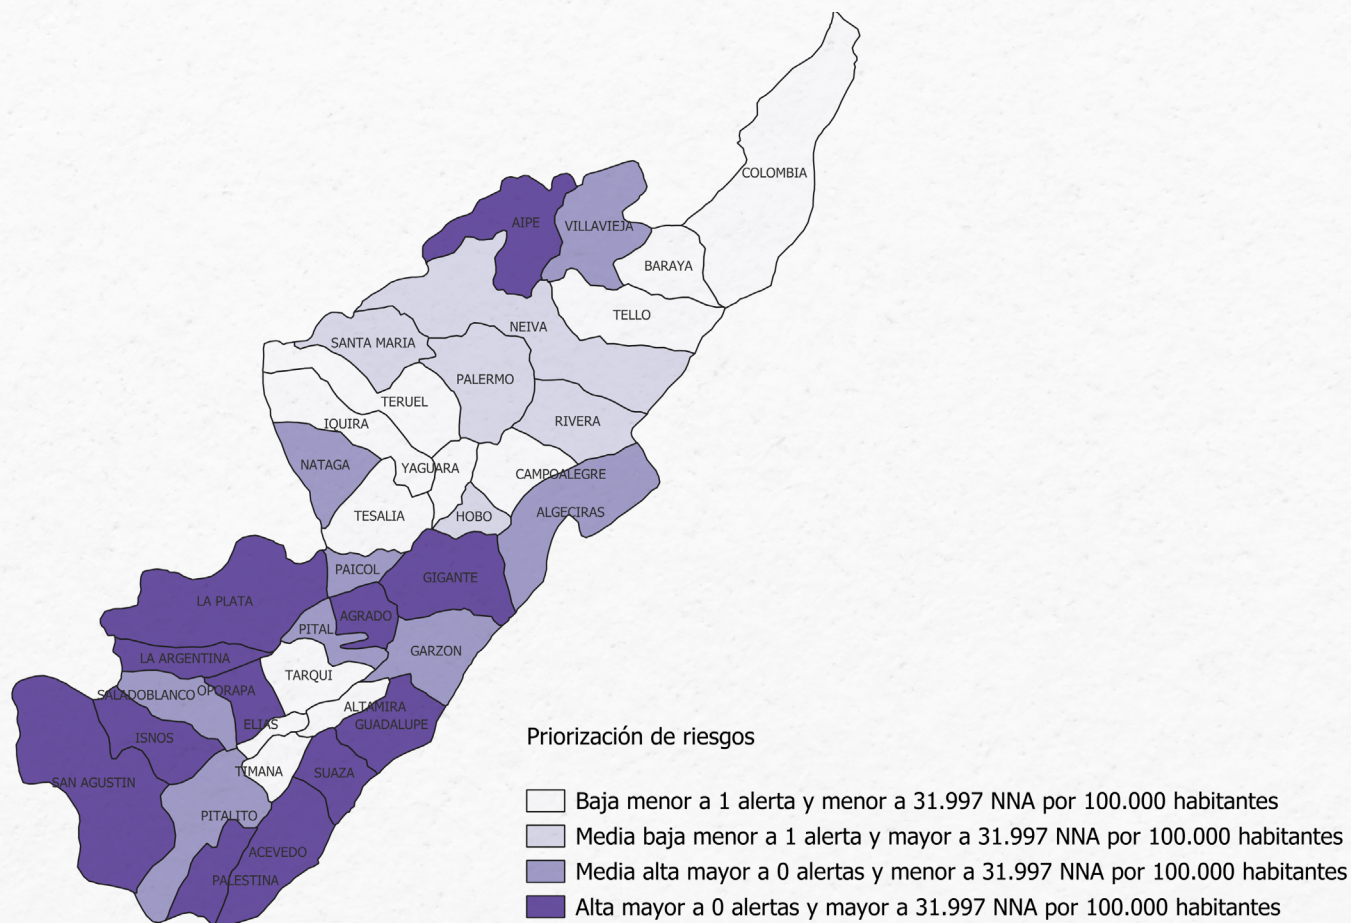 COLOMBIA
AIPE
VILLAVIEJA
BARAYA
TELLO
NEIVA
SANTA MARIA
PALERMO
TERUEL
RIVERA
IQUIRA
NATAGA
YAGUARA
CAMPOALEGRE
TESALIA
HOBO
ALGECIRAS
PAICOL
GIGANTE
LA PLATA
AGRADO
PITAL
GARZON
LA ARGENTINA
TARQUI
SALADOBLANCO
OPORAPA
ALTAMIRA
ELIAS
GUADALUPE
ISNOS
TIMANA
SUAZA
SAN AGUSTIN
PITALITO
ACEVEDO
PALESTINA
Priorización de riesgos
Baja menor a 1 alerta y menor a 31.997 NNA por 100.000 habitantes
Media baja menor a 1 alerta y mayor a 31.997 NNA por 100.000 habitantes
Media alta mayor a 0 alertas y menor a 31.997 NNA por 100.000 habitantes
Alta mayor a 0 alertas y mayor a 31.997 NNA por 100.000 habitantes